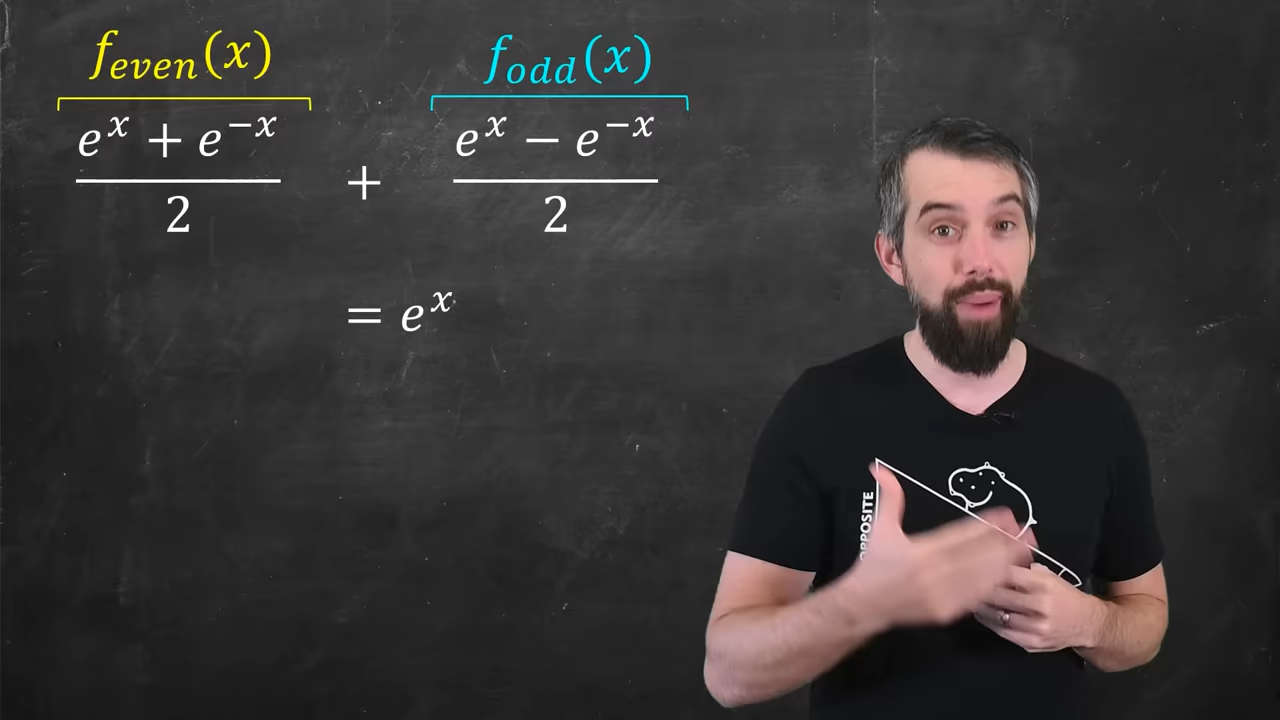 f_even(x) f_odd(x)
(e^x + e^{-x})/2 + (e^x − e^{-x})/2
= e^x
OPPOSITE